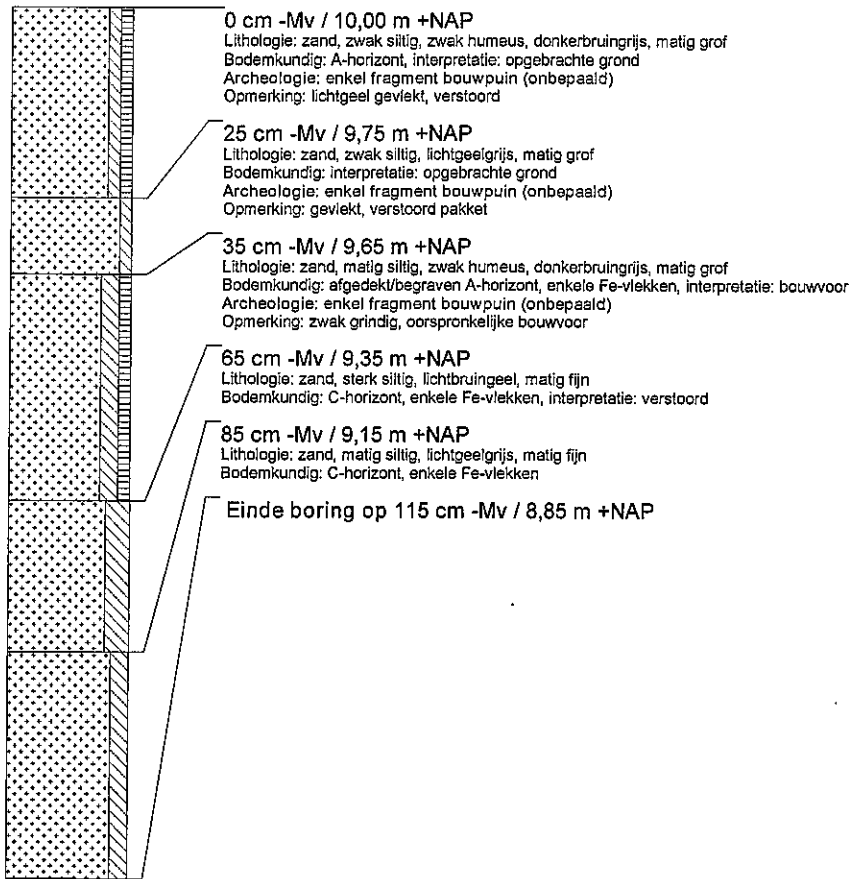 0 cm -Mv / 10,00 m +NAP
Lithologie: zand, zwak siltig, zwak humeus, donkerbruingrijs, matig grof
Bodemkundig: A-horizont, interpretatie: opgebrachte grond
Archeologie: enkel fragment bouwpuin (onbepaald)
Opmerking: lichtgeel gevlekt, verstoord
25 cm -Mv / 9,75 m +NAP
Lithologie: zand, zwak siltig, lichtgeelgrijs, matig grof
Bodemkundig: interpretatie: opgebrachte grond
Archeologie: enkel fragment bouwpuin (onbepaald)
Opmerking: gevlekt, verstoord pakket
35 cm -Mv / 9,65 m +NAP
Lithologie: zand, matig siltig, zwak humeus, donkerbruingrijs, matig grof
Bodemkundig: afgedekt/begraven A-horizont, enkele Fe-vlekken, interpretatie: bouwvoor
Archeologie: enkel fragment bouwpuin (onbepaald)
Opmerking: zwak grindig, oorspronkelijke bouwvoor
65 cm -Mv / 9,35 m +NAP
Lithologie: zand, sterk siltig, lichtbruingeel, matig fijn
Bodemkundig: C-horizont, enkele Fe-vlekken, interpretatie: verstoord
85 cm -Mv / 9,15 m +NAP
Lithologie: zand, matig siltig, lichtgeelgrijs, matig fijn
Bodemkundig: C-horizont, enkele Fe-vlekken
Einde boring op 115 cm -Mv / 8,85 m +NAP